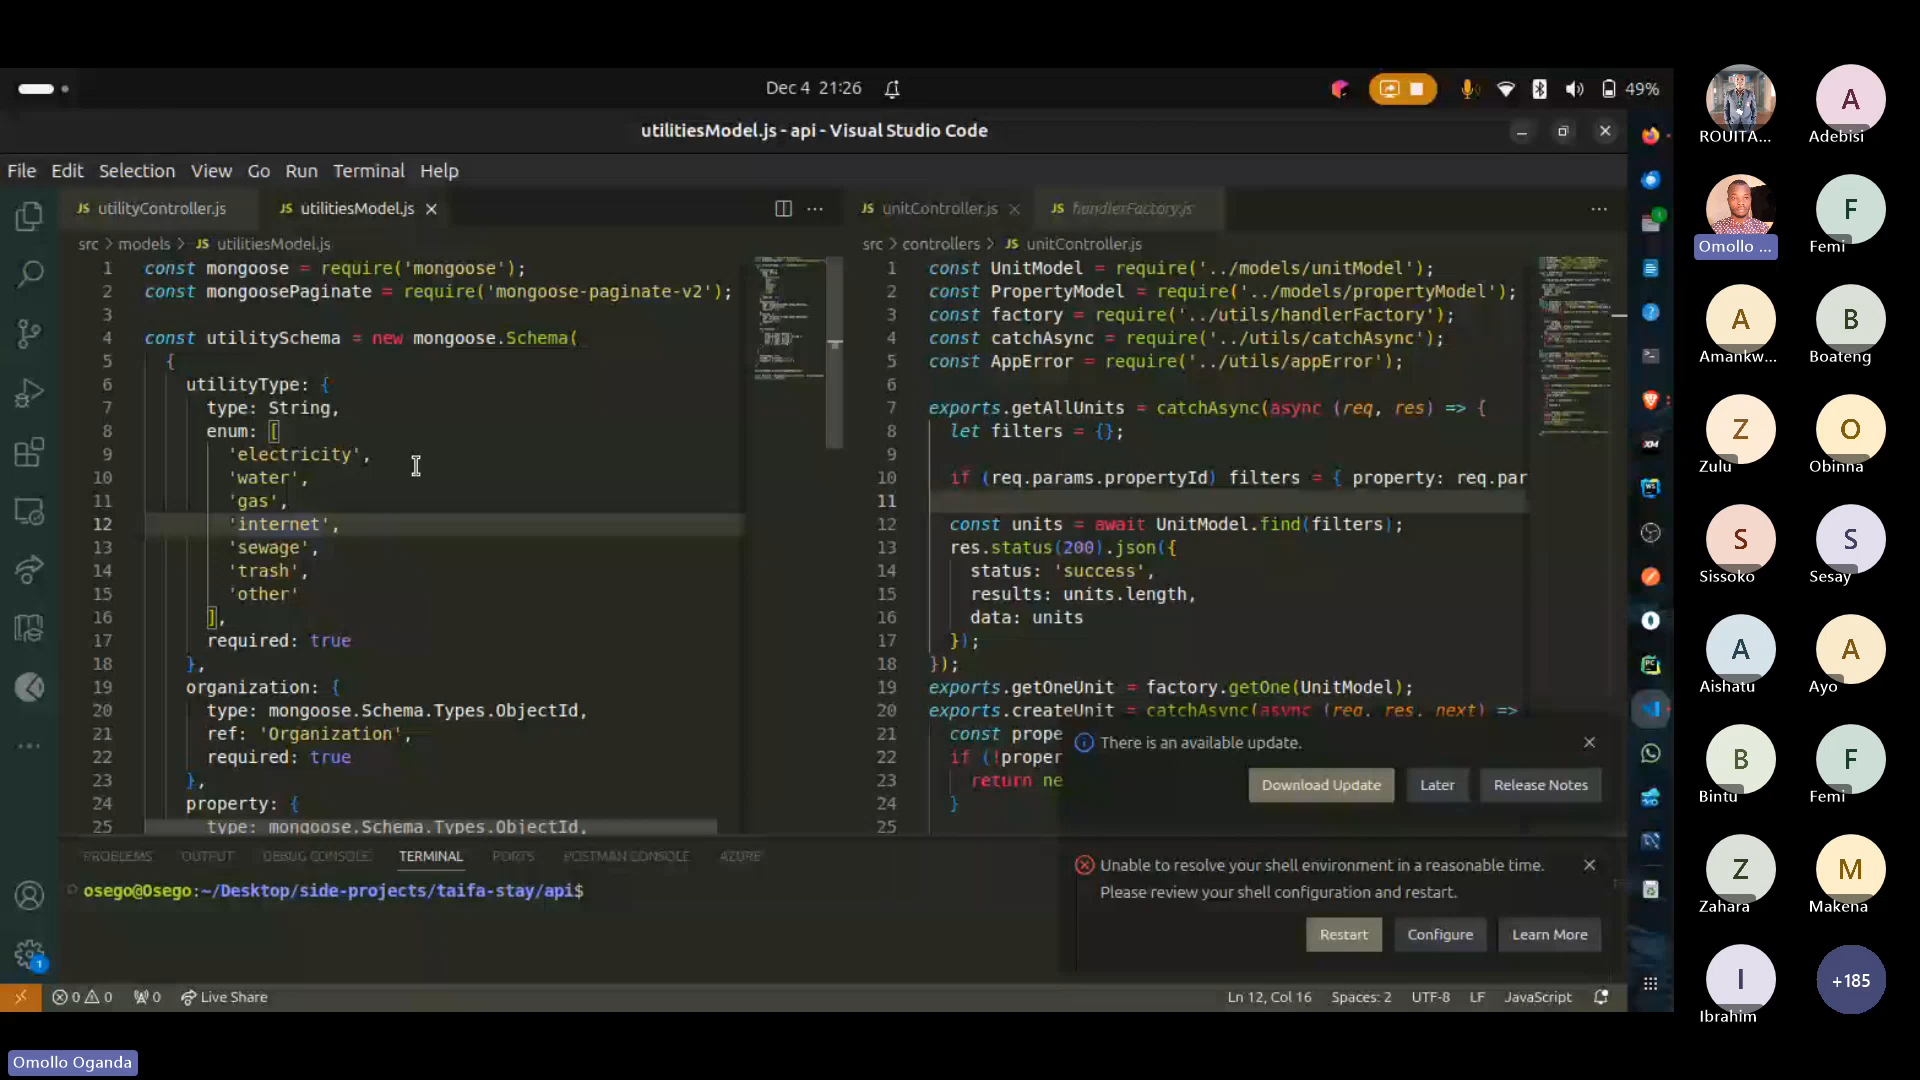 Dec 4 21:26
49%
utilitiesModel.js - api - Visual Studio Code
File Edit Selection View Go Run Terminal Help
JS utilityController.js
JS utilitiesModel.js
src > models > JS utilitiesModel.js
1 const mongoose = require('mongoose');
2 const mongoosePaginate = require('mongoose-paginate-v2');
3
4 const utilitySchema = new mongoose.Schema(
5 {
6 utilityType: {
7 type: String,
8 enum: [
9 'electricity',
10 'water',
11 'gas',
12 'internet',
13 'sewage',
14 'trash',
15 'other'
16 ],
17 required: true
18 },
19 organization: {
20 type: mongoose.Schema.Types.ObjectId,
21 ref: 'Organization',
22 required: true
23 },
24 property: {
25 type: mongoose.Schema.Types.ObjectId,
JS unitController.js
JS handlerFactory.js
src > controllers > JS unitController.js
1 const UnitModel = require('../models/unitModel');
2 const PropertyModel = require('../models/propertyModel');
3 const factory = require('../utils/handlerFactory');
4 const catchAsync = require('../utils/catchAsync');
5 const AppError = require('../utils/appError');
6
7 exports.getAllUnits = catchAsync(async (req, res) => {
8 let filters = {};
9
10 if (req.params.propertyId) filters = { property: req.par
11
12 const units = await UnitModel.find(filters);
13 res.status(200).json({
14 status: 'success',
15 results: units.length,
16 data: units
17 });
18 });
19 exports.getOneUnit = factory.getOne(UnitModel);
20 exports.createUnit = catchAsync(async (req, res, next) =>
21 const prope
22 if (!proper
23 return ne
24 }
25
There is an available update.
Download Update
Later
Release Notes
PROBLEMS OUTPUT DEBUG CONSOLE TERMINAL PORTS POSTMAN CONSOLE AZURE
osego@Osego:~/Desktop/side-projects/taifa-stay/api$
Unable to resolve your shell environment in a reasonable time.
Please review your shell configuration and restart.
Restart
Configure
Learn More
1
0 0
0
Live Share
Ln 12, Col 16 Spaces: 2 UTF-8 LF JavaScript
ROUITA...
A
Adebisi
Omollo ...
F
Femi
A
Amankw...
B
Boateng
Z
Zulu
O
Obinna
S
Sissoko
S
Sesay
A
Aishatu
A
Ayo
B
Bintu
F
Femi
Z
Zahara
M
Makena
I
Ibrahim
+185
Omollo Oganda